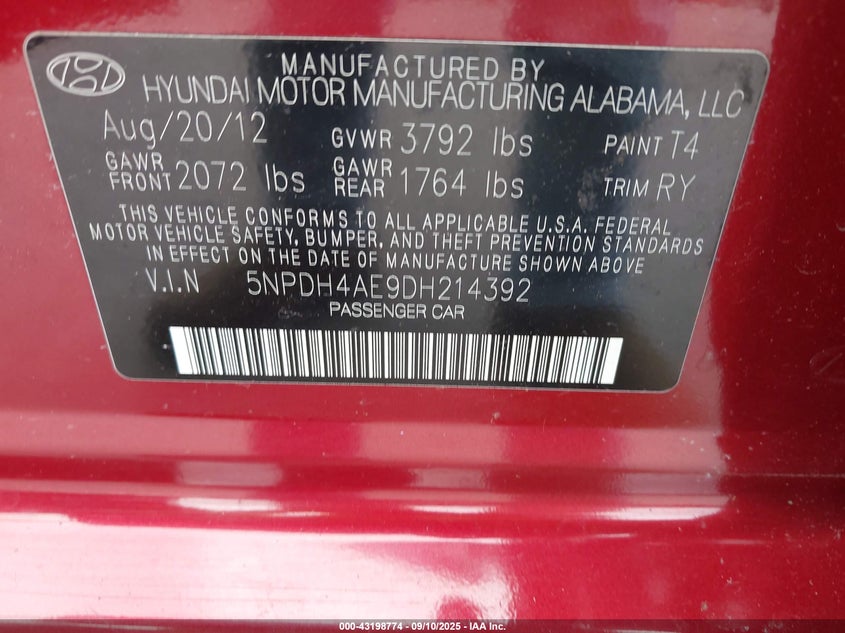 MANUFACTURED BY
HYUNDAI MOTOR MANUFACTURING ALABAMA, LLC
Aug/20/12 GVWR 3792 lbs PAINT T4
GAWR FRONT 2072 lbs GAWR REAR 1764 lbs TRIM RY
THIS VEHICLE CONFORMS TO ALL APPLICABLE U.S.A. FEDERAL
MOTOR VEHICLE SAFETY, BUMPER, AND THEFT PREVENTION STANDARDS
IN EFFECT ON THE DATE OF MANUFACTURE SHOWN ABOVE
V.I.N 5NPDH4AE9DH214392
PASSENGER CAR
000-43198774 - 09/10/2025 - IAA Inc.